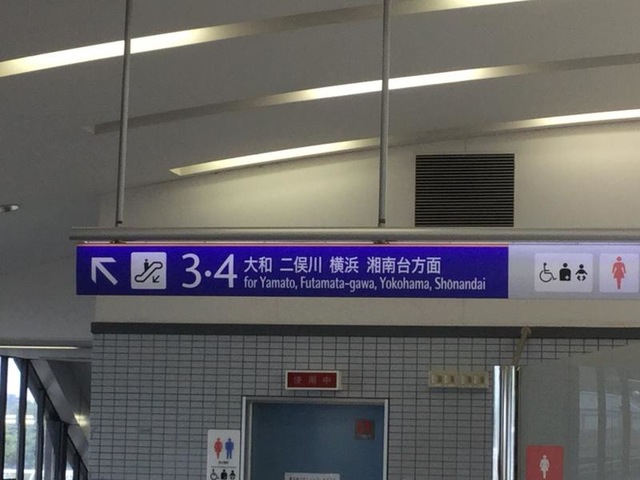 3・4
大和 二俣川 横浜 湘南台方面
for Yamato, Futamata-gawa, Yokohama, Shonandai
使用中